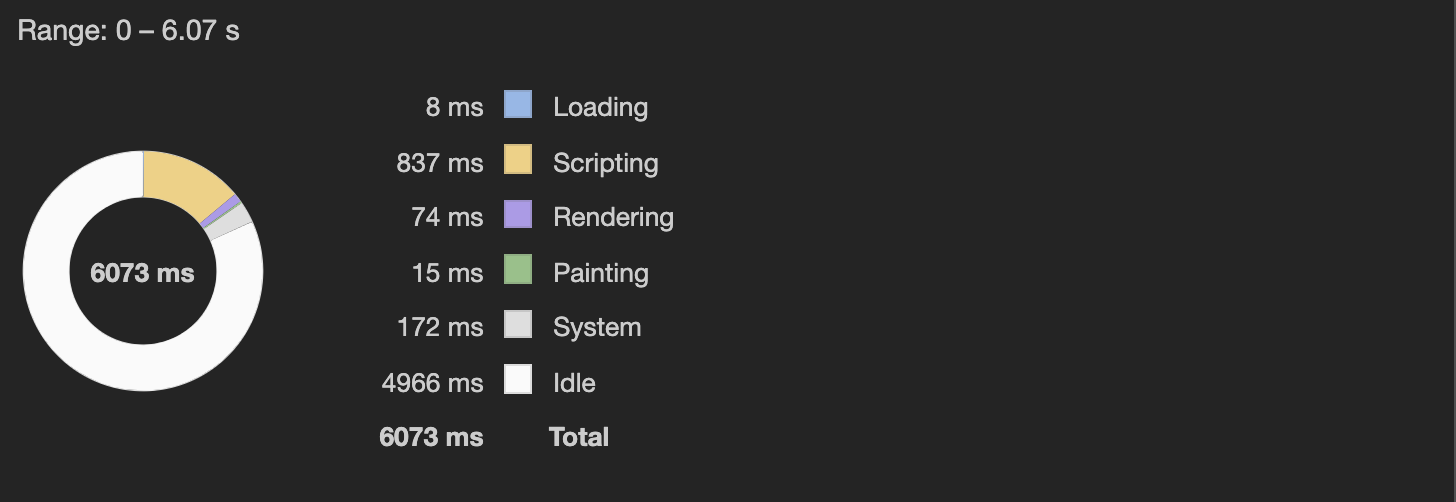 Range: 0 – 6.07 s
6073 ms
8 ms Loading
837 ms Scripting
74 ms Rendering
15 ms Painting
172 ms System
4966 ms Idle
6073 ms Total